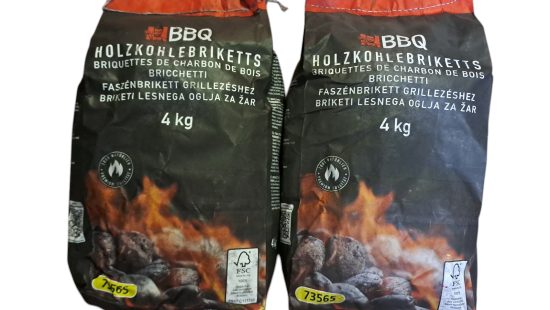 BBQ
HOLZKOHLEBRIKETTS
BRIQUETTES DE CHARBON DE BOIS
BRICCHETTI
FASZÉNBRIKETT GRILLEZÉSHEZ
BRIKETI LESNEGA OGLJA ZA ŽAR
4 kg
FSC
73565
BBQ
HOLZKOHLEBRIKETTS
BRIQUETTES DE CHARBON DE BOIS
BRICCHETTI
FASZÉNBRIKETT GRILLEZÉSHEZ
BRIKETI LESNEGA OGLJA ZA ŽAR
4 kg
FSC
73565